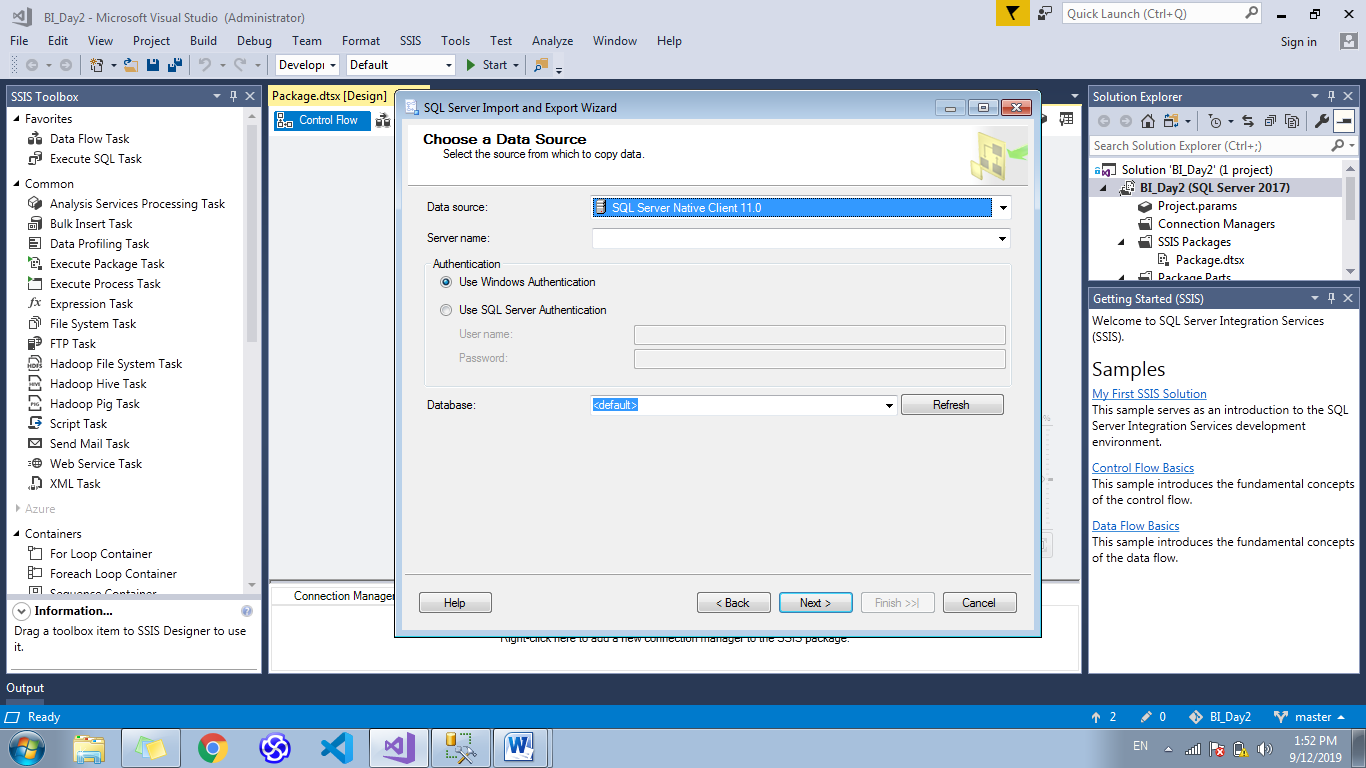 BI_Day2 - Microsoft Visual Studio (Administrator)
Quick Launch (Ctrl+Q)
File Edit View Project Build Debug Team Format SSIS Tools Test Analyze Window Help
Sign in
Default
Start
SSIS Toolbox
Favorites
Data Flow Task
Execute SQL Task
Common
Analysis Services Processing Task
Bulk Insert Task
Data Profiling Task
Execute Package Task
Execute Process Task
Expression Task
File System Task
FTP Task
Hadoop File System Task
Hadoop Hive Task
Hadoop Pig Task
Script Task
Send Mail Task
Web Service Task
XML Task
Azure
Containers
For Loop Container
Foreach Loop Container
Sequence Container
Information...
Drag a toolbox item to SSIS Designer to use
it.
Package.dtsx [Design]
Control Flow
SQL Server Import and Export Wizard
Choose a Data Source
Select the source from which to copy data.
Data source:
SQL Server Native Client 11.0
Server name:
Authentication
Use Windows Authentication
Use SQL Server Authentication
User name:
Password:
Database:
<default>
Refresh
Help
< Back
Next >
Finish >>|
Cancel
Connection Manager
Right-click here to add a new connection manager to the SSIS package.
Solution Explorer
Search Solution Explorer (Ctrl+;)
Solution 'BI_Day2' (1 project)
BI_Day2 (SQL Server 2017)
Project.params
Connection Managers
SSIS Packages
Package.dtsx
Package Parts
Getting Started (SSIS)
Welcome to SQL Server Integration Services
(SSIS).
Samples
My First SSIS Solution
This sample serves as an introduction to the SQL
Server Integration Services development
environment.
Control Flow Basics
This sample introduces the fundamental concepts
of the control flow.
Data Flow Basics
This sample introduces the fundamental concepts
of the data flow.
Output
Ready
2
0
BI_Day2
master
EN
1:52 PM
9/12/2019